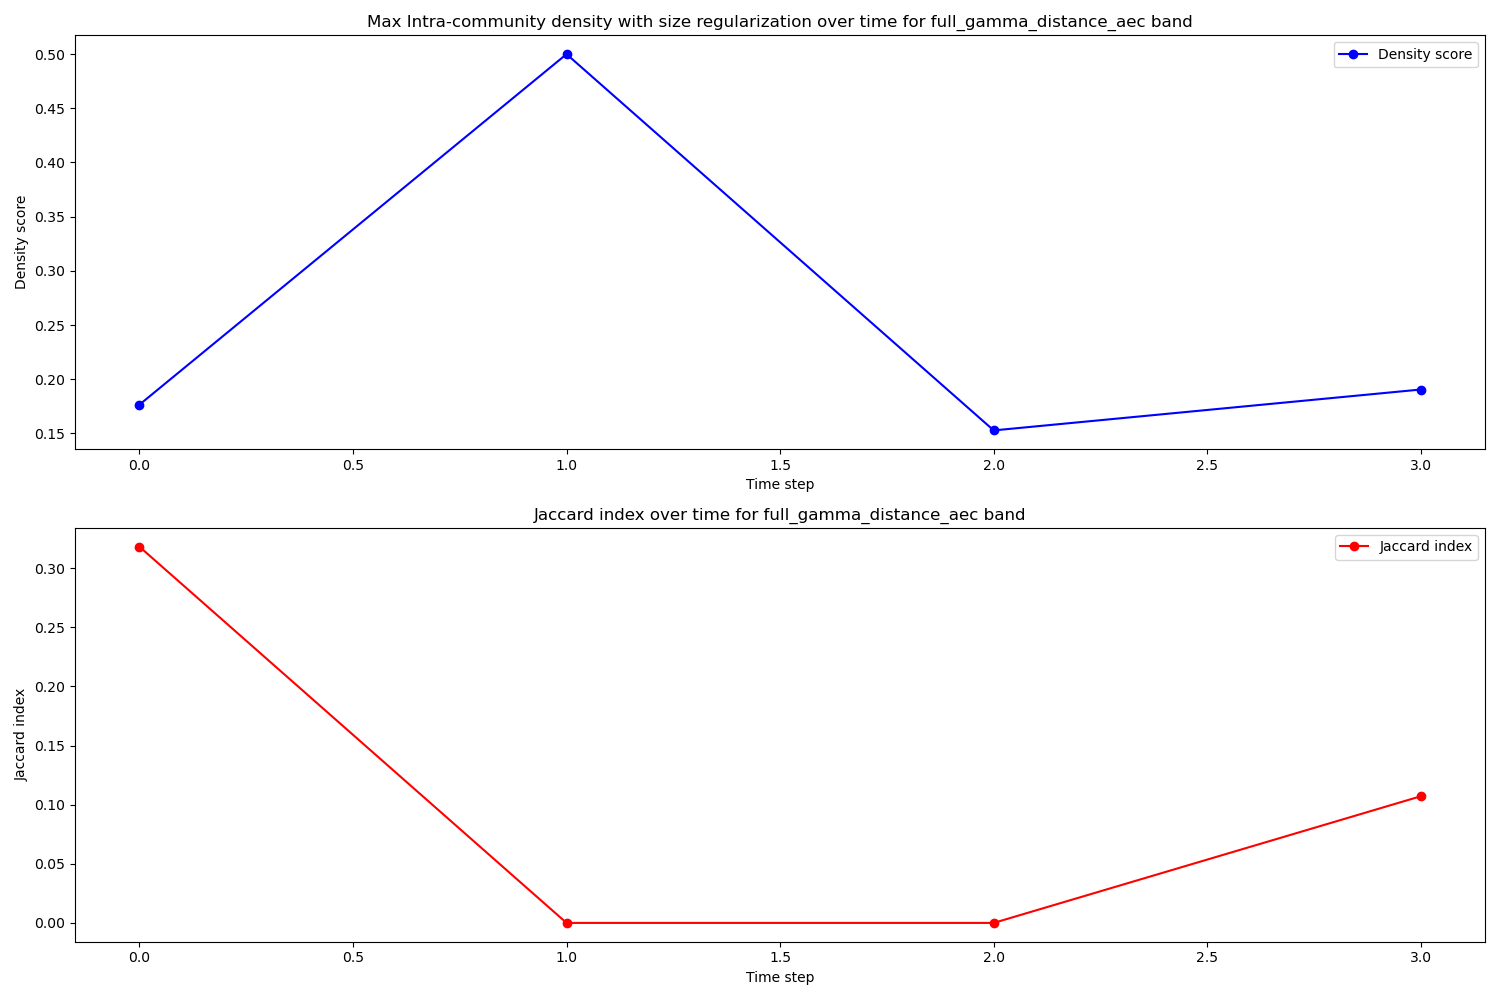 Max Intra-community density with size regularization over time for full_gamma_distance_aec band
Density score
0.50
0.45
0.40
0.35
0.30
0.25
0.20
0.15
Density score
0.0 0.5 1.0 1.5 2.0 2.5 3.0
Time step
Jaccard index over time for full_gamma_distance_aec band
Jaccard index
0.30
0.25
0.20
0.15
0.10
0.05
0.00
Jaccard index
0.0 0.5 1.0 1.5 2.0 2.5 3.0
Time step